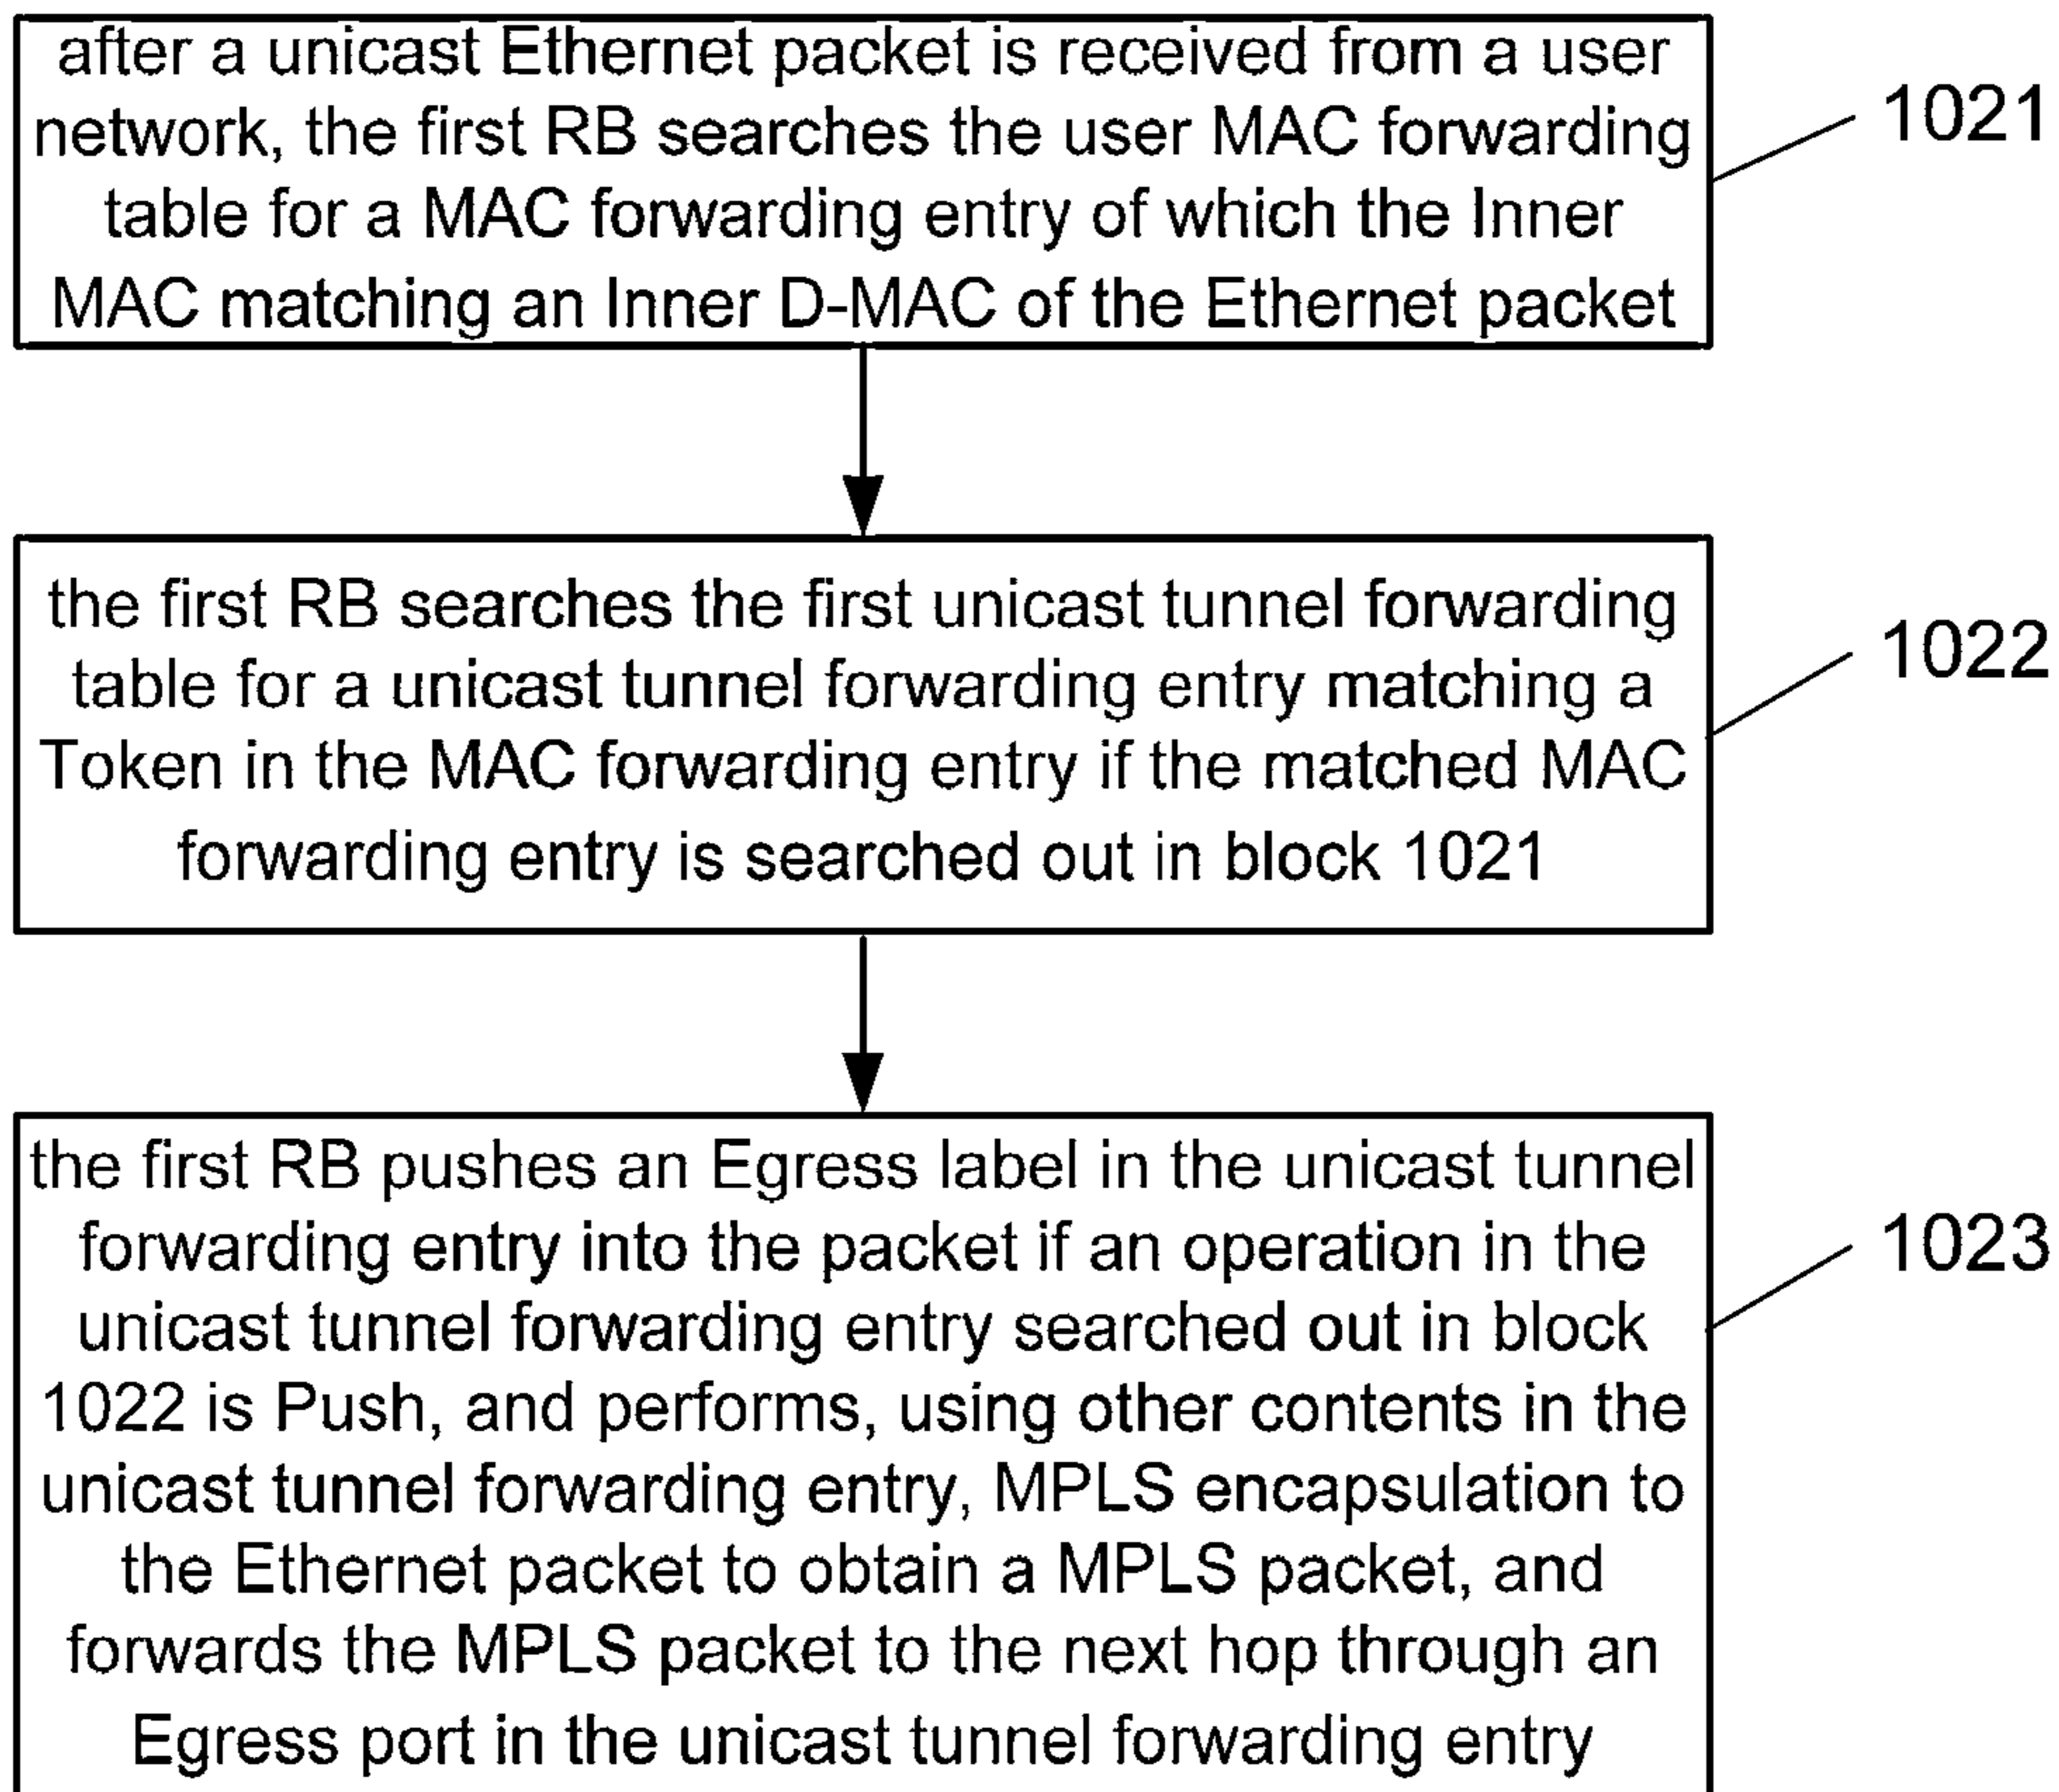 after a unicast Ethernet packet is received from a user
network, the first RB searches the user MAC forwarding
table for a MAC forwarding entry of which the Inner
MAC matching an Inner D-MAC of the Ethernet packet
1021
the first RB searches the first unicast tunnel forwarding
table for a unicast tunnel forwarding entry matching a
Token in the MAC forwarding entry if the matched MAC
forwarding entry is searched out in block 1021
1022
the first RB pushes an Egress label in the unicast tunnel
forwarding entry into the packet if an operation in the
unicast tunnel forwarding entry searched out in block
1022 is Push, and performs, using other contents in the
unicast tunnel forwarding entry, MPLS encapsulation to
the Ethernet packet to obtain a MPLS packet, and
forwards the MPLS packet to the next hop through an
Egress port in the unicast tunnel forwarding entry
1023